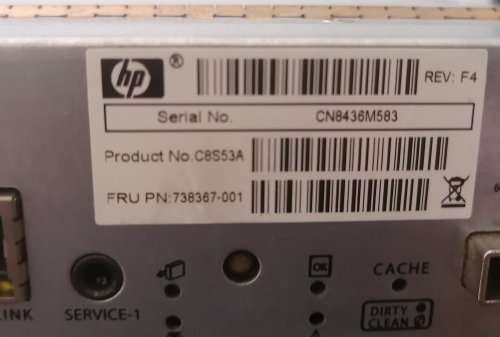 hp ®
REV: F4
Serial No. CN8436M583
Product No.C8S53A
FRU PN:738367-001
LINK
SERVICE-1
OK
CACHE
DIRTY
CLEAN